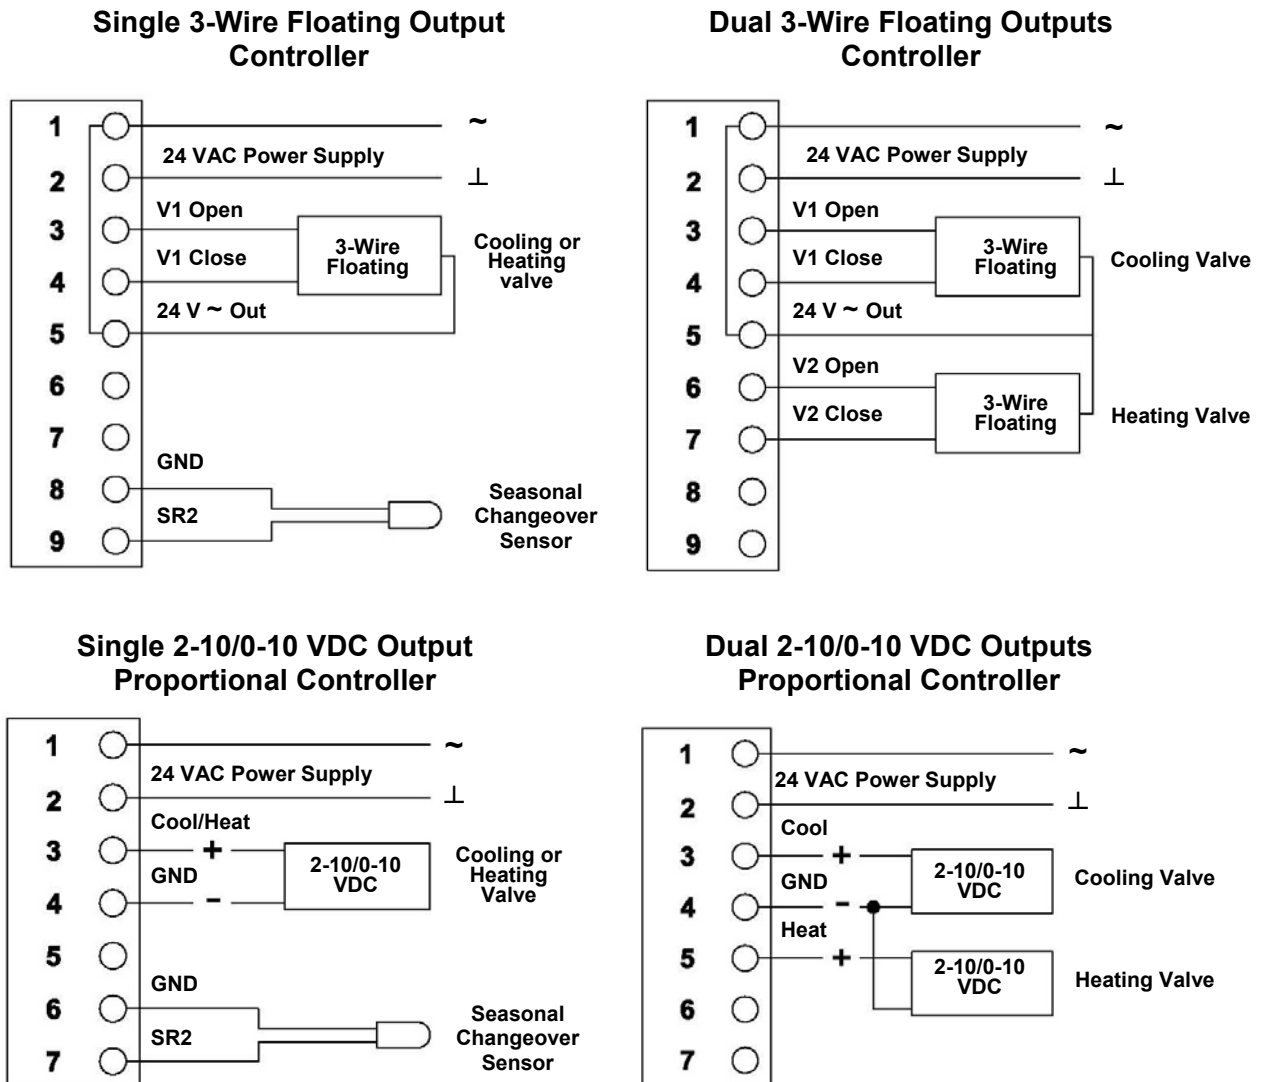 Single 3-Wire Floating Output
Controller
1
~
24 VAC Power Supply
2
⊥
V1 Open
3
3-Wire
Floating
Cooling or
Heating
valve
V1 Close
4
24 V ~ Out
5
6
7
GND
8
Seasonal
Changeover
Sensor
SR2
9
Dual 3-Wire Floating Outputs
Controller
1
~
24 VAC Power Supply
2
⊥
V1 Open
3
3-Wire
Floating
Cooling Valve
V1 Close
4
24 V ~ Out
5
V2 Open
6
3-Wire
Floating
Heating Valve
V2 Close
7
8
9
Single 2-10/0-10 VDC Output
Proportional Controller
1
~
24 VAC Power Supply
2
⊥
Cool/Heat
3
+
2-10/0-10
VDC
Cooling or
Heating
Valve
GND
4
-
5
GND
6
Seasonal
Changeover
Sensor
SR2
7
Dual 2-10/0-10 VDC Outputs
Proportional Controller
1
~
24 VAC Power Supply
2
⊥
Cool
3
+
2-10/0-10
VDC
Cooling Valve
GND
4
-
Heat
5
+
2-10/0-10
VDC
Heating Valve
6
7